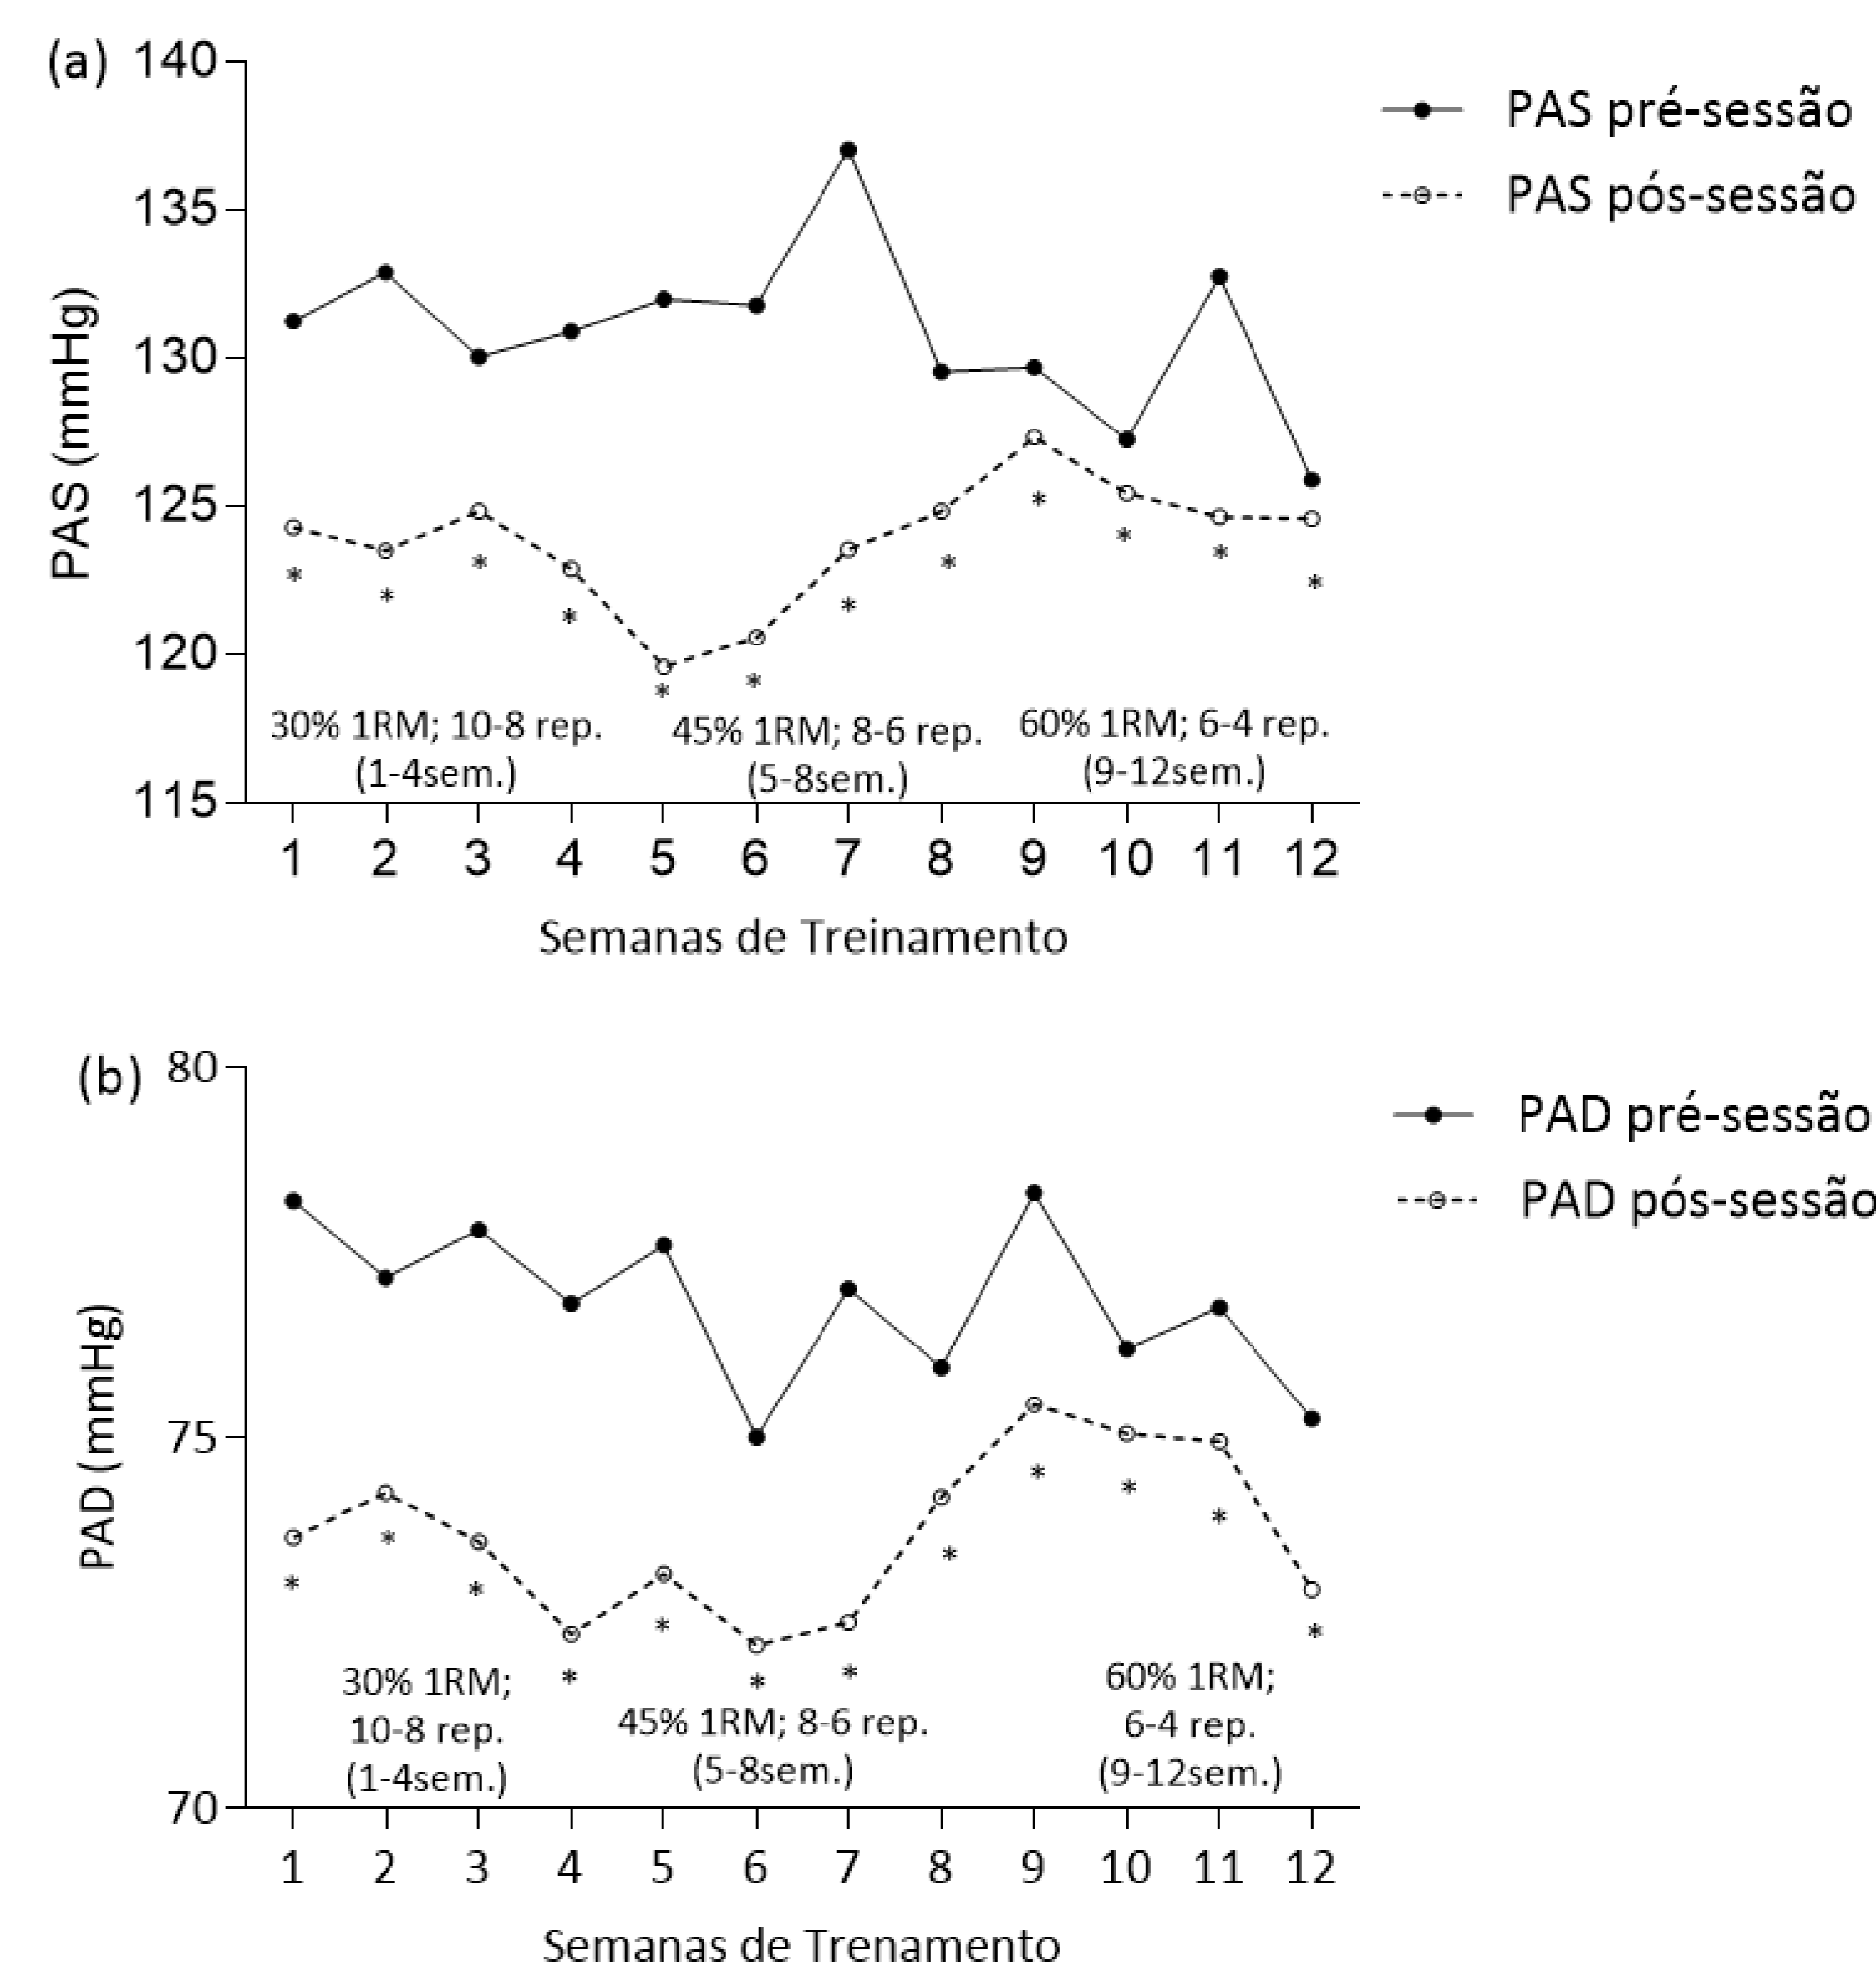 (a)
140
135
130
125
120
115
PAS (mmHg)
PAS pré-sessão
PAS pós-sessão
*
*
*
*
*
*
*
*
*
*
*
*
30% 1RM; 10-8 rep.
(1-4sem.)
45% 1RM; 8-6 rep.
(5-8sem.)
60% 1RM; 6-4 rep.
(9-12sem.)
1 2 3 4 5 6 7 8 9 10 11 12
Semanas de Treinamento
(b)
80
75
70
PAD (mmHg)
PAD pré-sessão
PAD pós-sessão
*
*
*
*
*
*
*
*
*
*
*
*
30% 1RM;
10-8 rep.
(1-4sem.)
45% 1RM; 8-6 rep.
(5-8sem.)
60% 1RM;
6-4 rep.
(9-12sem.)
1 2 3 4 5 6 7 8 9 10 11 12
Semanas de Trenamento